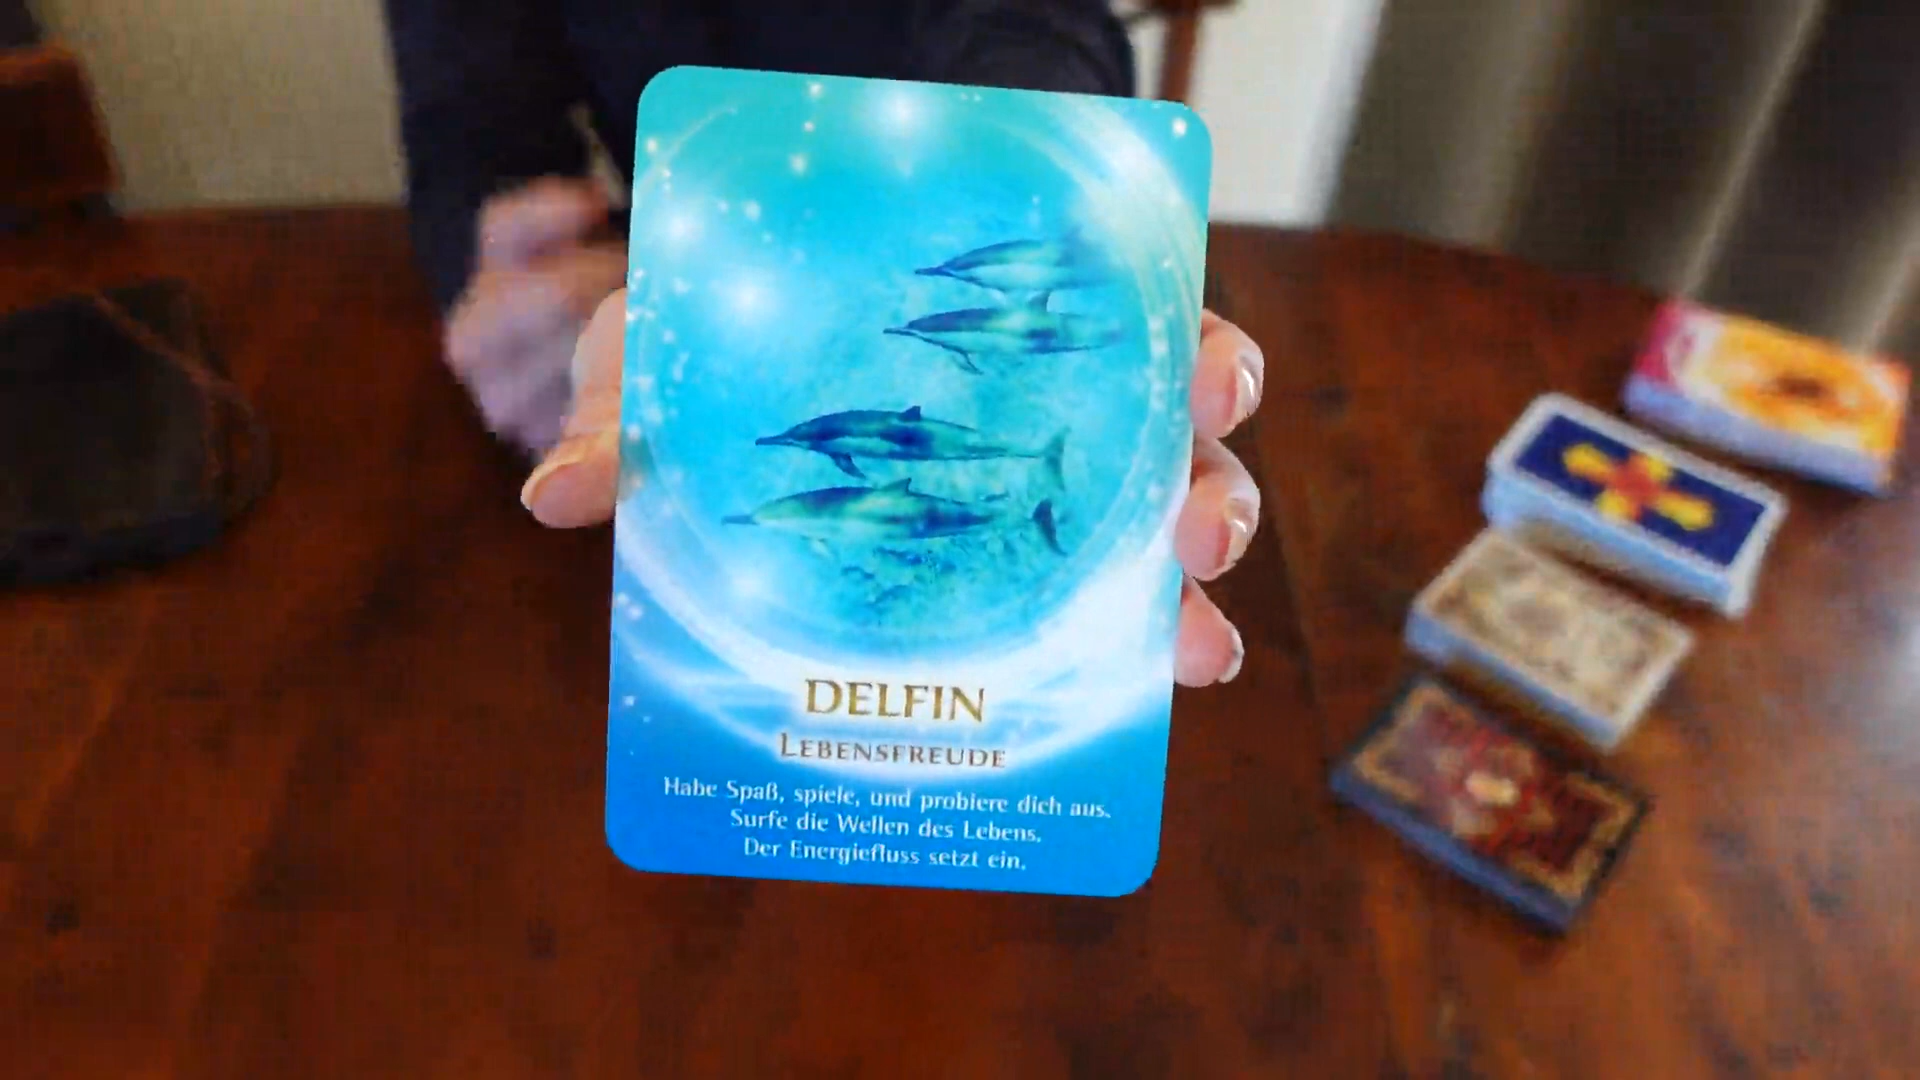 DELFIN
LEBENSFREUDE
Habe Spaß, spiele, und probiere dich aus.
Surfe die Wellen des Lebens.
Der Energiefluss setzt ein.